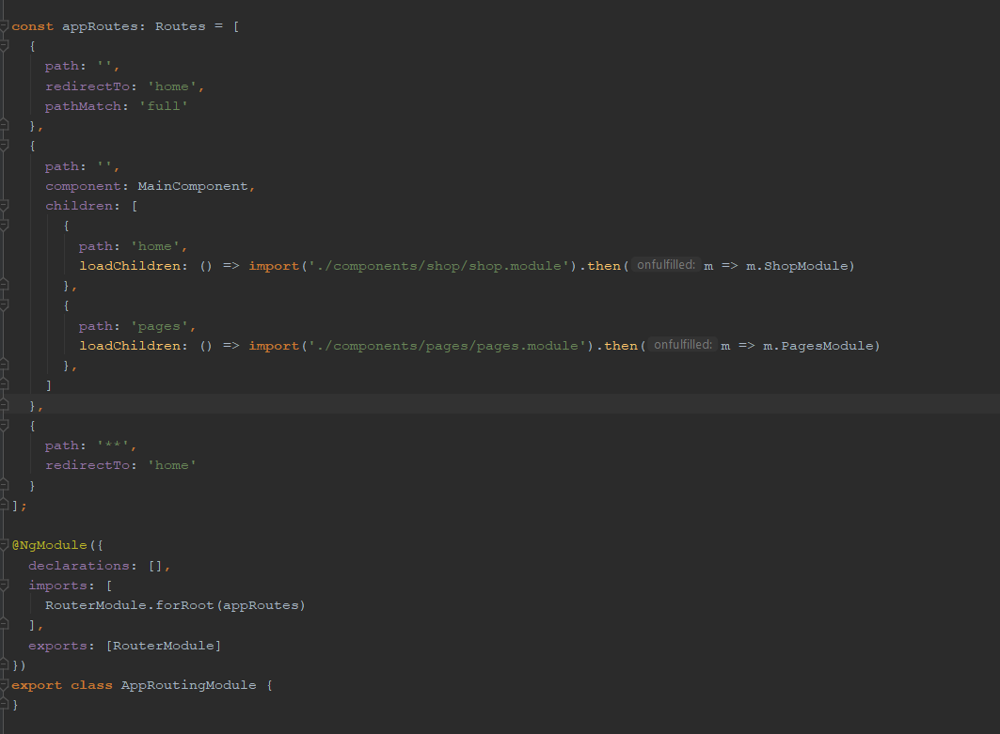 const appRoutes: Routes = [
  {
    path: '',
    redirectTo: 'home',
    pathMatch: 'full'
  },
  {
    path: '',
    component: MainComponent,
    children: [
      {
        path: 'home',
        loadChildren: () => import('./components/shop/shop.module').then( onfulfilled: m => m.ShopModule)
      },
      {
        path: 'pages',
        loadChildren: () => import('./components/pages/pages.module').then( onfulfilled: m => m.PagesModule)
      },
    ]
  },
  {
    path: '**',
    redirectTo: 'home'
  }
];

@NgModule({
  declarations: [],
  imports: [
    RouterModule.forRoot(appRoutes)
  ],
  exports: [RouterModule]
})
export class AppRoutingModule {
}